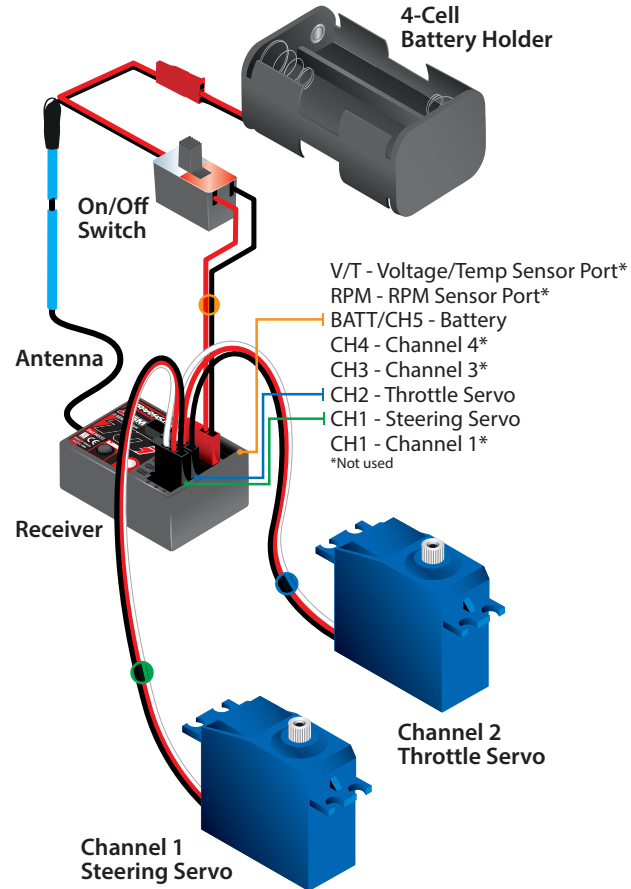 4-Cell
Battery Holder
On/Off
Switch
V/T - Voltage/Temp Sensor Port*
RPM - RPM Sensor Port*
BATT/CH5 - Battery
CH4 - Channel 4*
CH3 - Channel 3*
CH2 - Throttle Servo
CH1 - Steering Servo
CH1 - Channel 1*
*Not used
Antenna
Receiver
Channel 2
Throttle Servo
Channel 1
Steering Servo